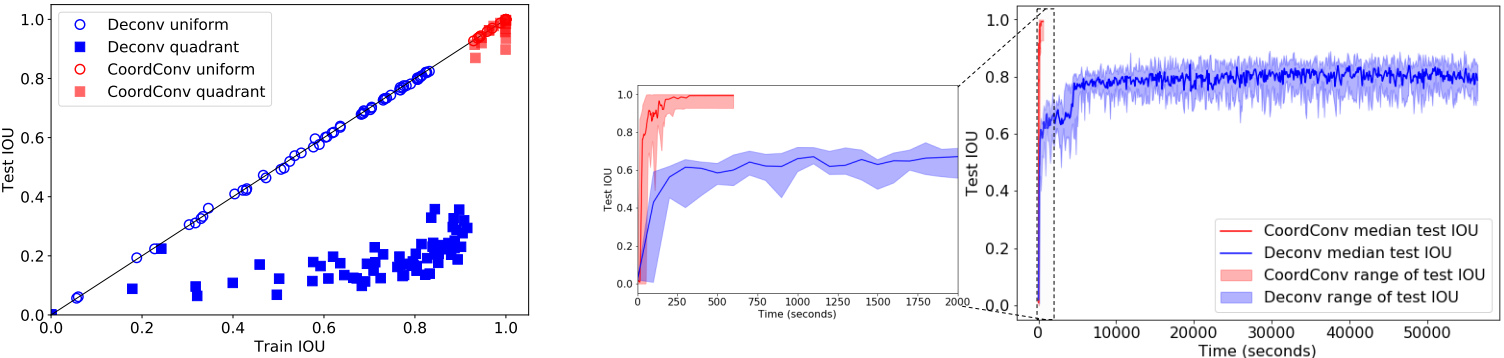 1.0
0.8
0.6
0.4
0.2
0.0
Test IOU
0.0
0.2
0.4
0.6
0.8
1.0
Train IOU
Deconv uniform
Deconv quadrant
CoordConv uniform
CoordConv quadrant
1.0
0.8
0.6
0.4
0.2
0.0
Test IOU
0
250
500
750
1000
1250
1500
1750
2000
Time (seconds)
1.0
0.8
0.6
0.4
0.2
0.0
Test IOU
0
10000
20000
30000
40000
50000
Time (seconds)
CoordConv median test IOU
Deconv median test IOU
CoordConv range of test IOU
Deconv range of test IOU